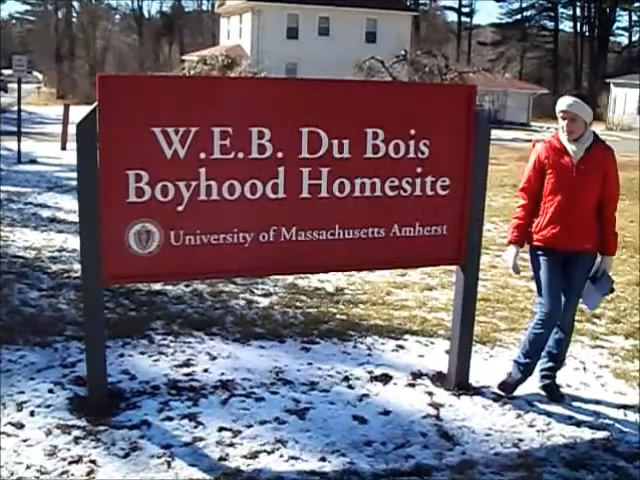 W.E.B. Du Bois
Boyhood Homesite
University of Massachusetts Amherst